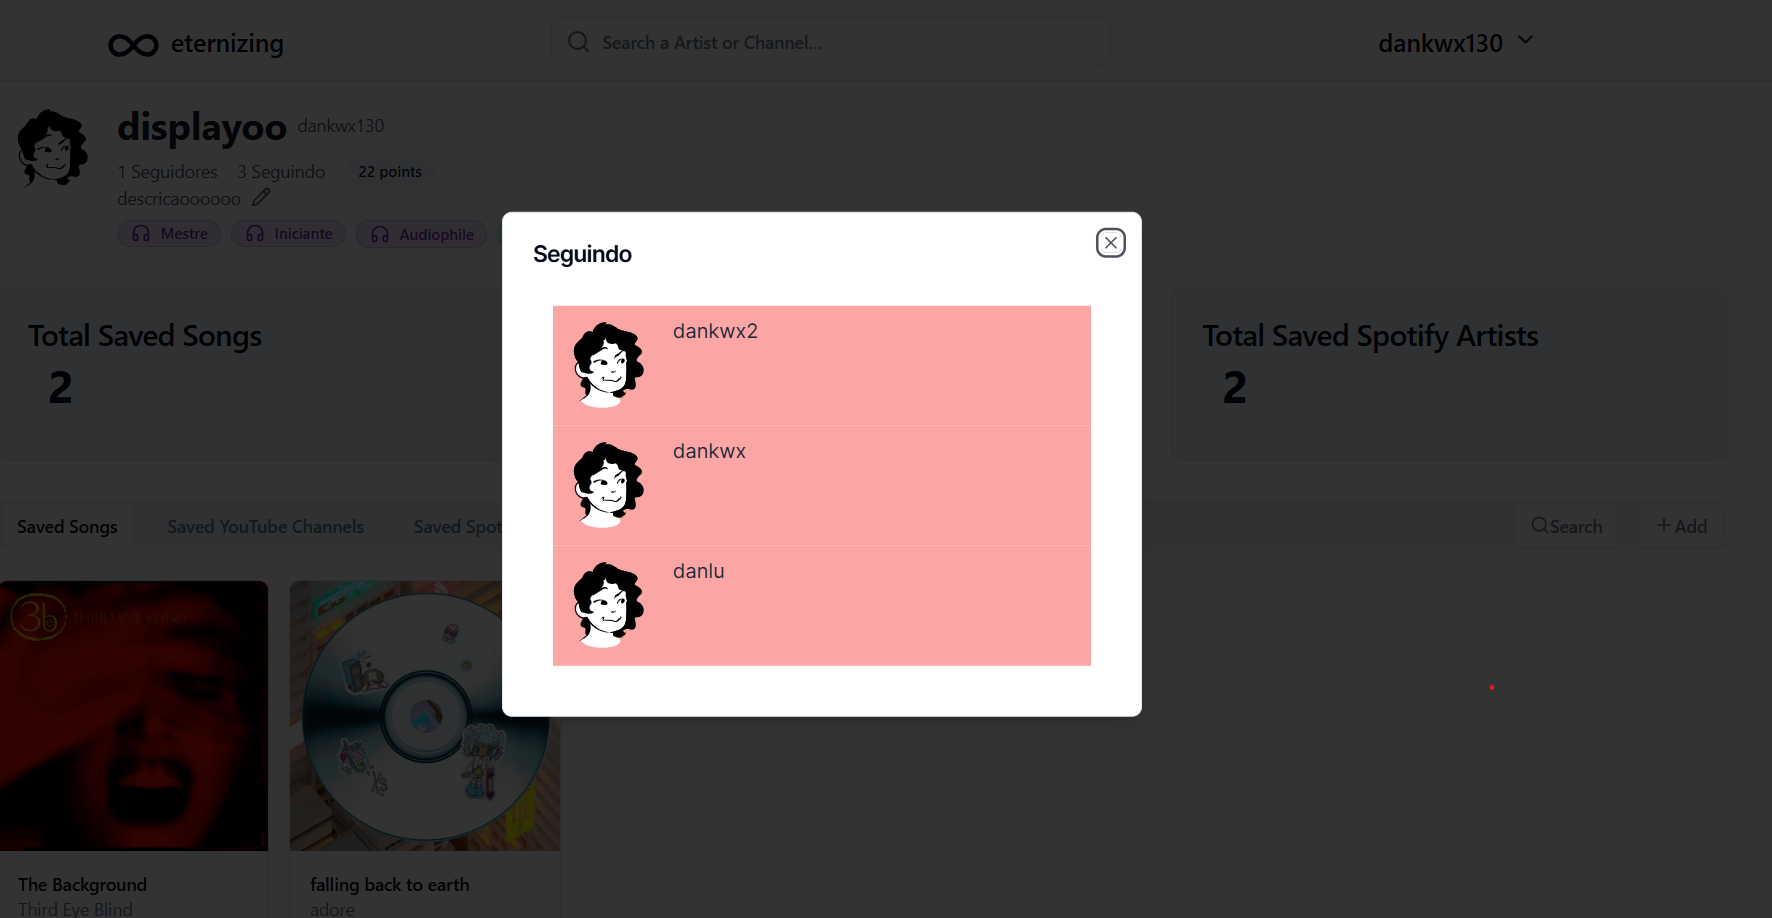 eternizing
Search a Artist or Channel...
dankwx130
displayoo dankwx130
1 Seguidores 3 Seguindo 22 points
descricaoooooo
Mestre Iniciante Audiophile
Seguindo
dankwx2
dankwx
danlu
Total Saved Songs
2
Total Saved Spotify Artists
2
Saved Songs Saved YouTube Channels Saved Spot
Search Add
3b THIRD EYE BLIND
The Background
Third Eye Blind
falling back to earth
adore